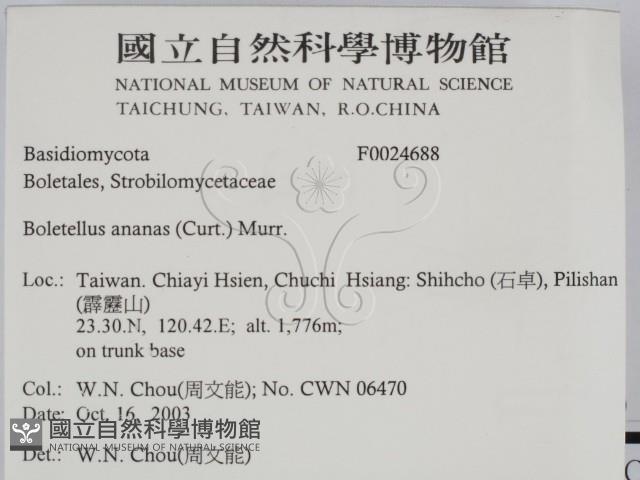 國立自然科學博物館
NATIONAL MUSEUM OF NATURAL SCIENCE
TAICHUNG, TAIWAN, R.O.CHINA
Basidiomycota F0024688
Boletales, Strobilomycetaceae
Boletellus ananas (Curt.) Murr.
Loc.: Taiwan. Chiayi Hsien, Chuchi Hsiang: Shihcho (石卓), Pilishan
(霹靂山)
23.30.N, 120.42.E; alt. 1,776m;
on trunk base
Col.: W.N. Chou(周文能); No. CWN 06470
Date: Oct. 16, 2003
國立自然科學博物館
NATIONAL MUSEUM OF NATURAL SCIENCE
Det.: W.N. Chou(周文能)